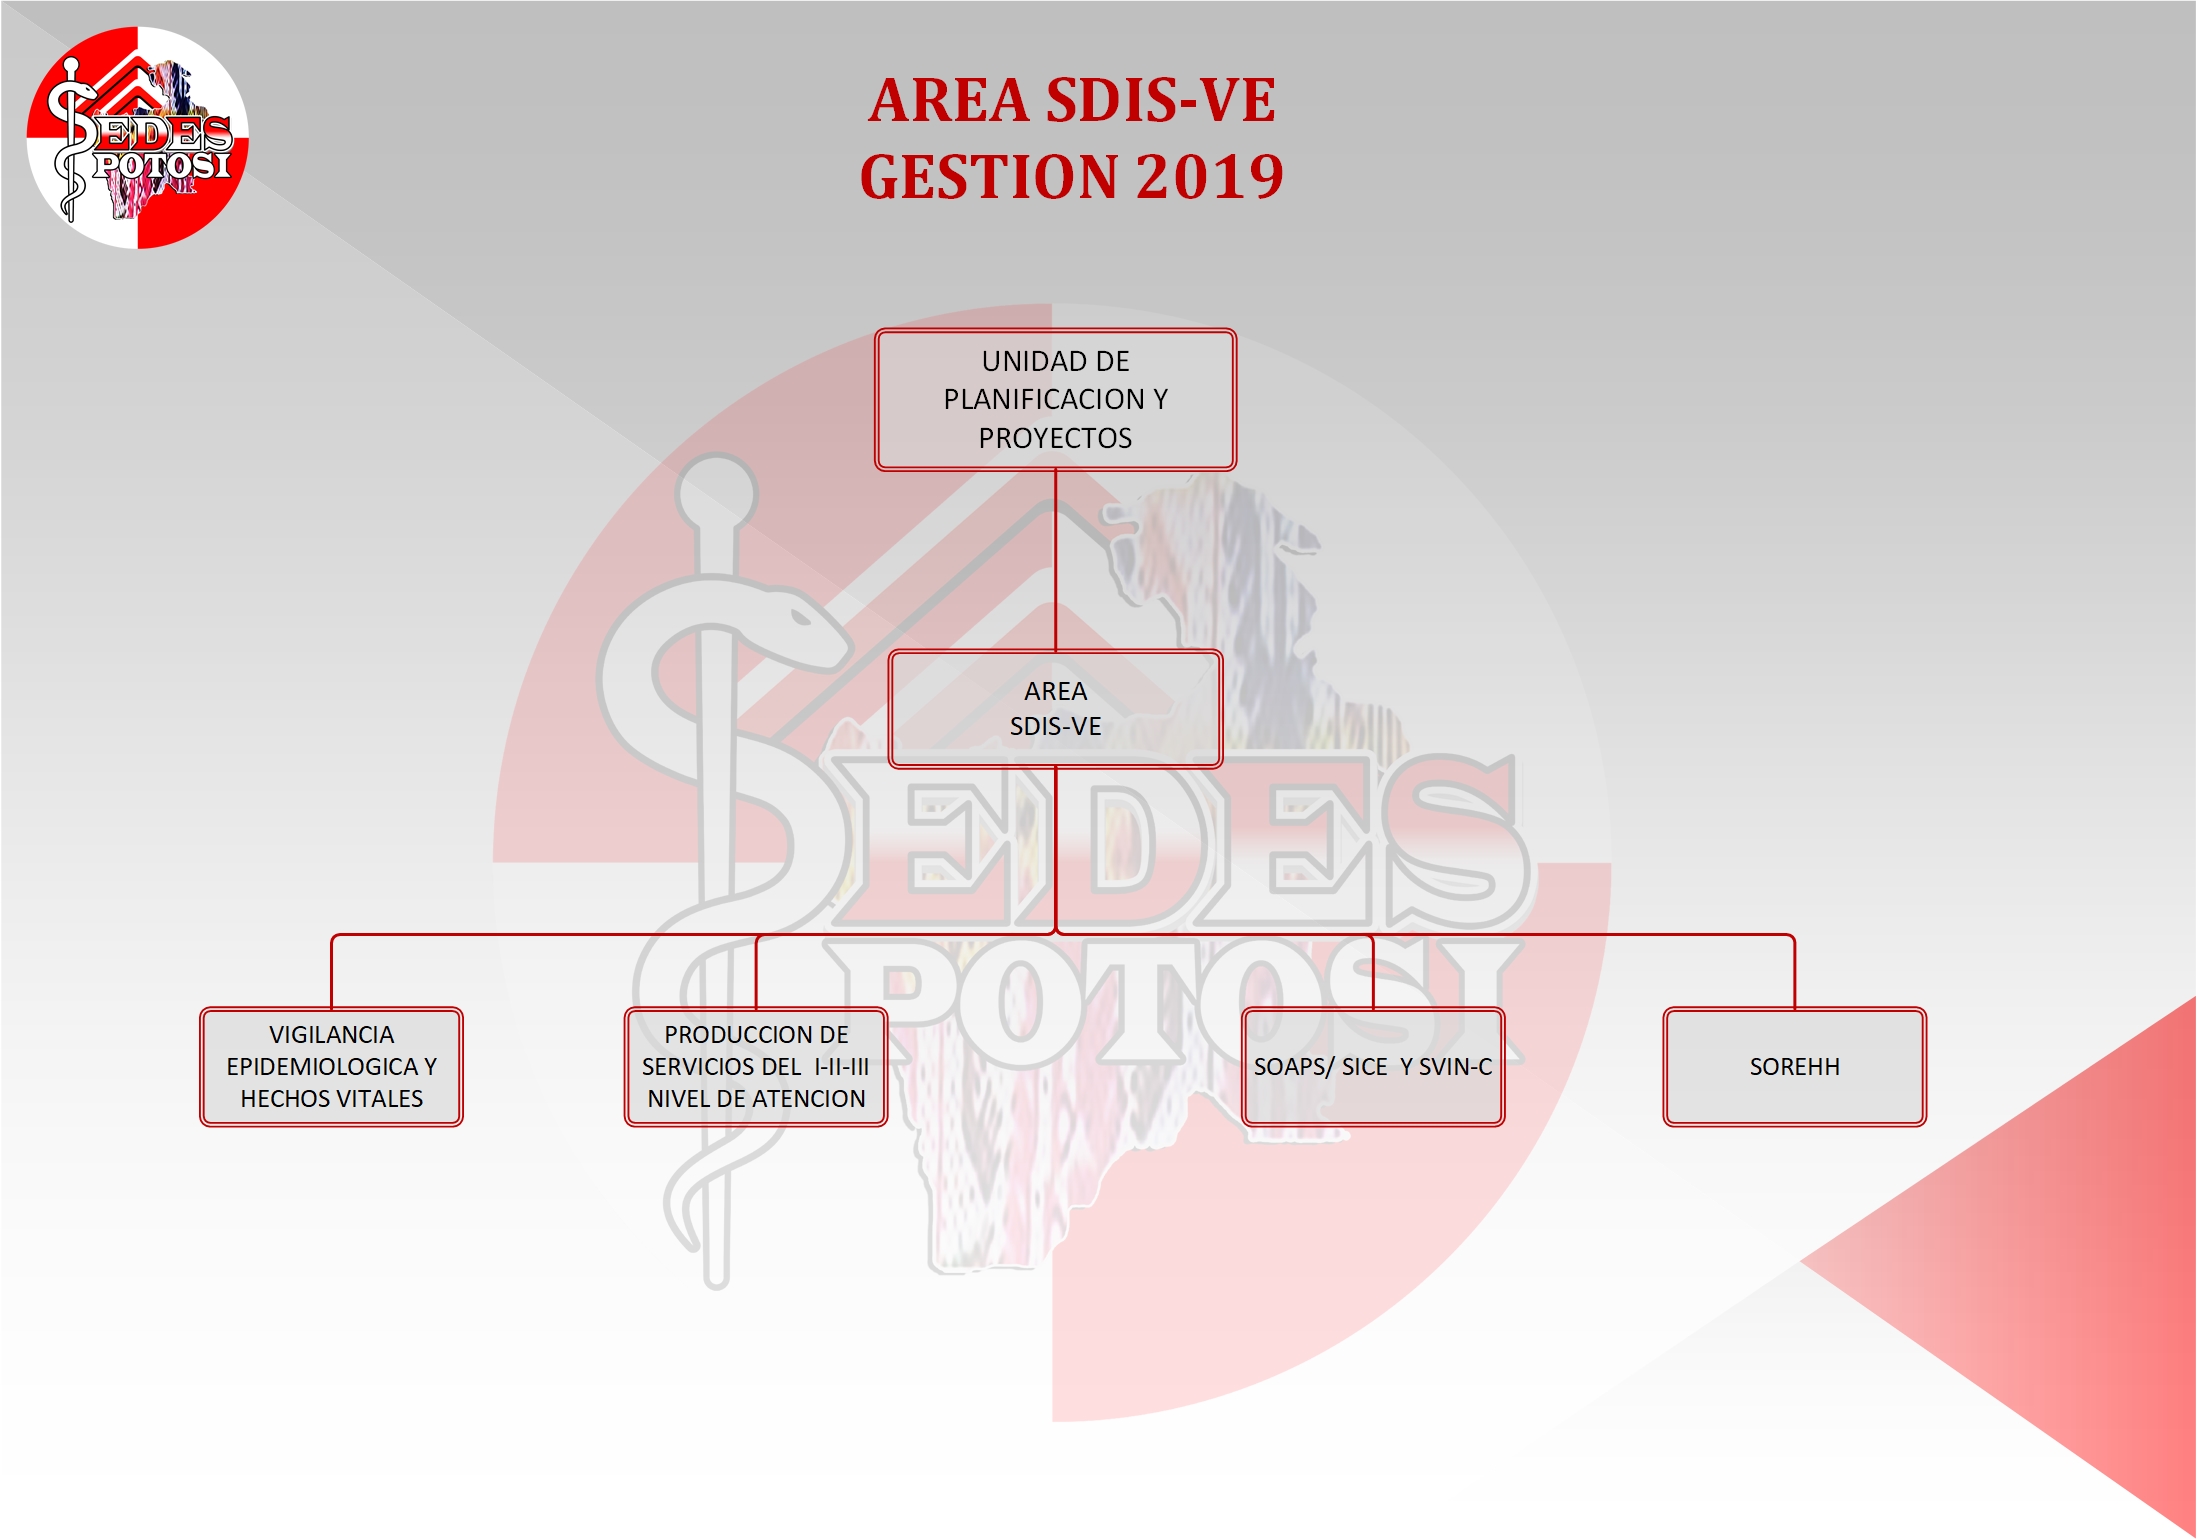 SEDES
POTOSI
AREA SDIS-VE
GESTION 2019
UNIDAD DE
PLANIFICACION Y
PROYECTOS
AREA
SDIS-VE
SEDES
POTOSI
VIGILANCIA
EPIDEMIOLOGICA Y
HECHOS VITALES
PRODUCCION DE
SERVICIOS DEL I-II-III
NIVEL DE ATENCION
SOAPS/ SICE Y SVIN-C
SOREHH